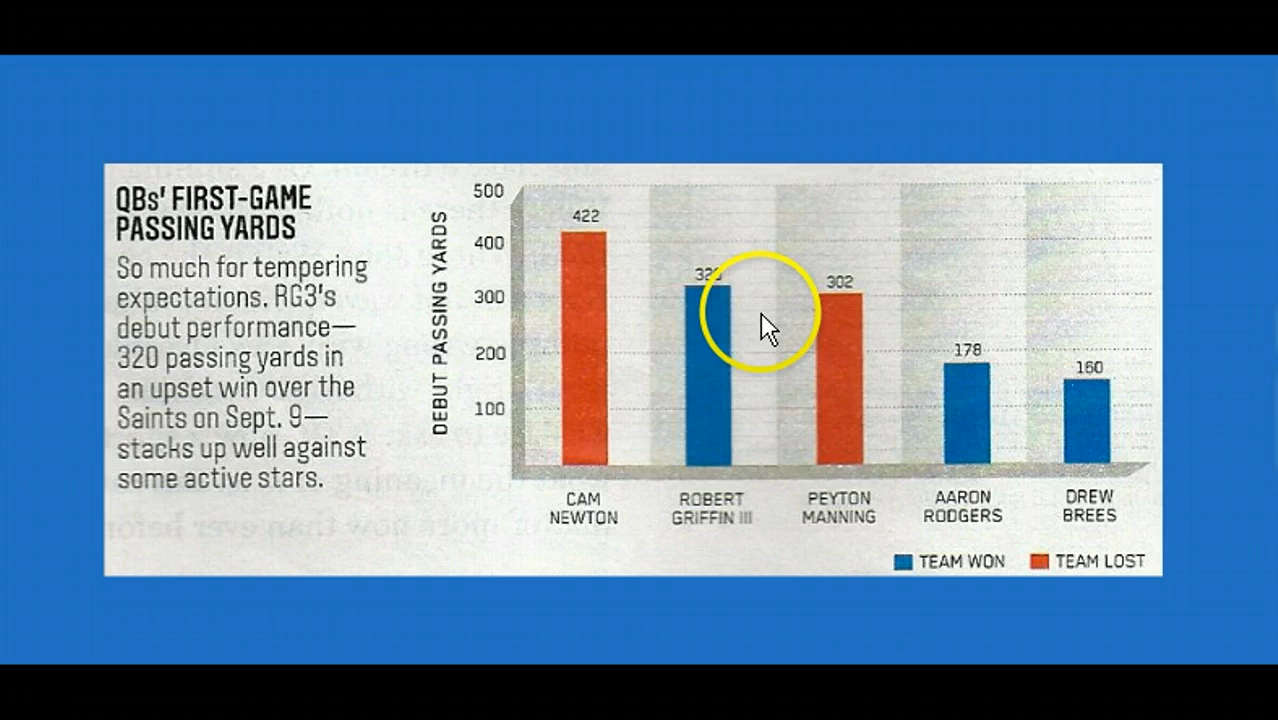 QBs' FIRST-GAME
PASSING YARDS
So much for tempering
expectations. RG3's
debut performance—
320 passing yards in
an upset win over the
Saints on Sept. 9—
stacks up well against
some active stars.
DEBUT PASSING YARDS
500
400
300
200
100
422
320
302
178
160
CAM
NEWTON
ROBERT
GRIFFIN III
PEYTON
MANNING
AARON
RODGERS
DREW
BREES
TEAM WON
TEAM LOST